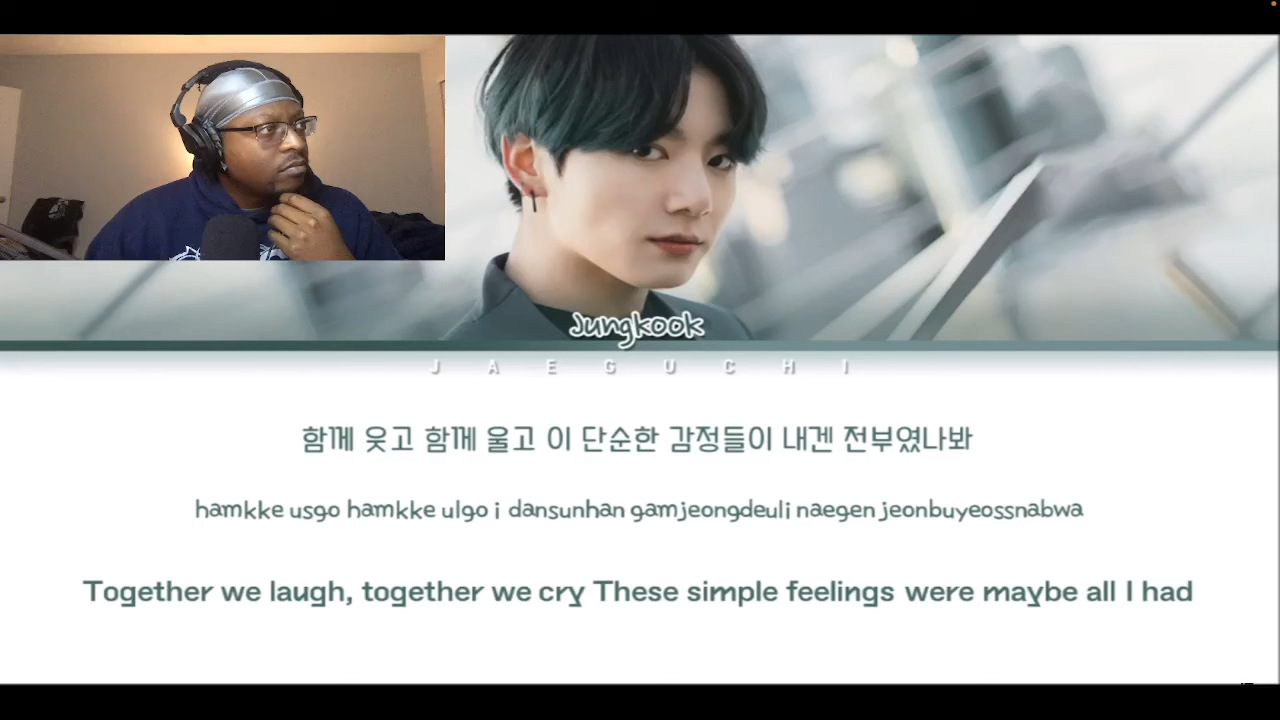 Jungkook
JAEGUCHI
함께 웃고 함께 울고 이 단순한 감정들이 내겐 전부였나봐
hamkke usgo hamkke ulgo i dansunhan gamjeongdeuli naegen jeonbuyeossnabwa
Together we laugh, together we cry These simple feelings were maybe all I had